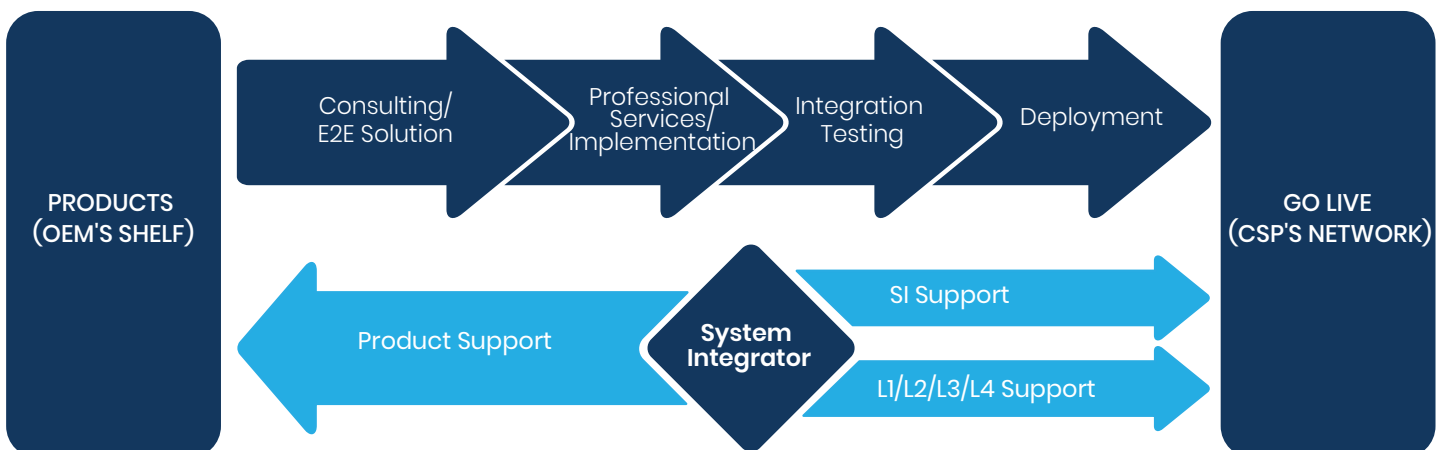 PRODUCTS
(OEM'S SHELF)
Consulting/
E2E Solution
Professional
Services/
Implementation
Integration
Testing
Deployment
GO LIVE
(CSP'S NETWORK)
Product Support
System
Integrator
SI Support
L1/L2/L3/L4 Support